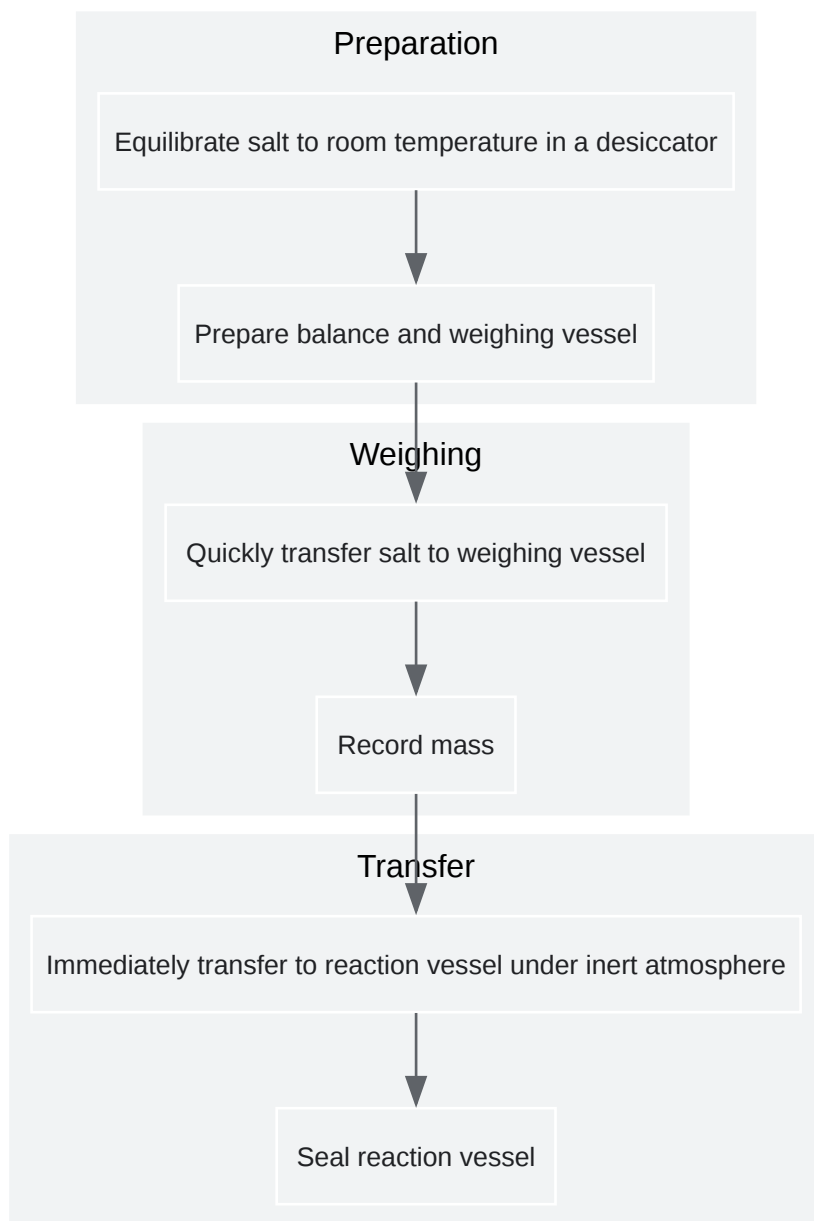 Preparation
Equilibrate salt to room temperature in a desiccator
Prepare balance and weighing vessel
Weighing
Quickly transfer salt to weighing vessel
Record mass
Transfer
Immediately transfer to reaction vessel under inert atmosphere
Seal reaction vessel